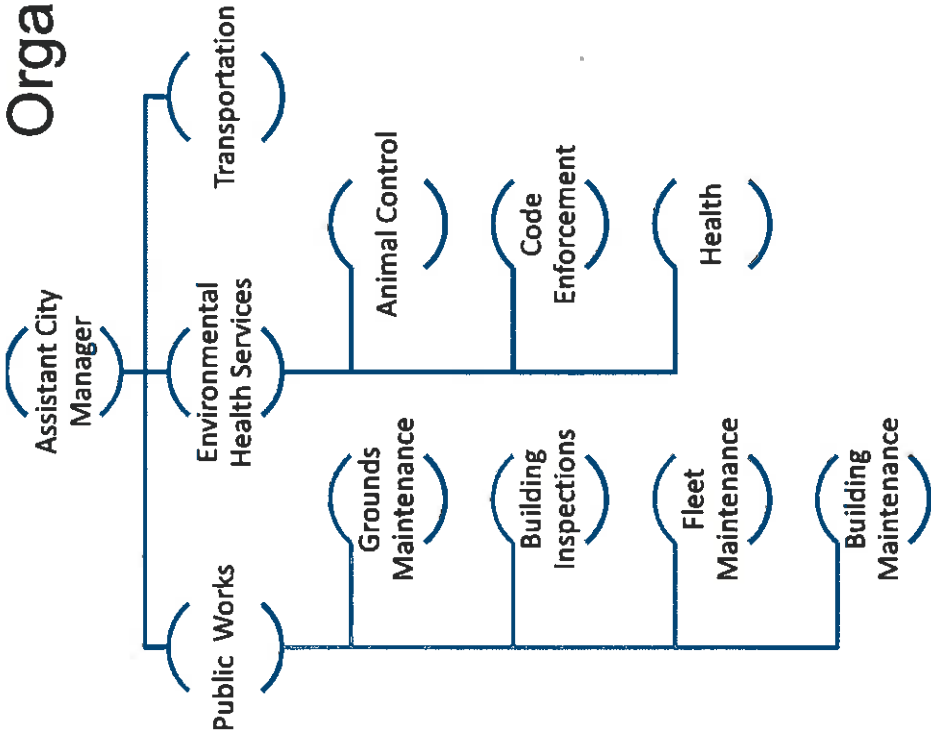 Orga
Assistant City
Manager
Public Works
Environmental
Health Services
Transportation
Grounds
Maintenance
Building
Inspections
Fleet
Maintenance
Building
Maintenance
Animal Control
Code
Enforcement
Health